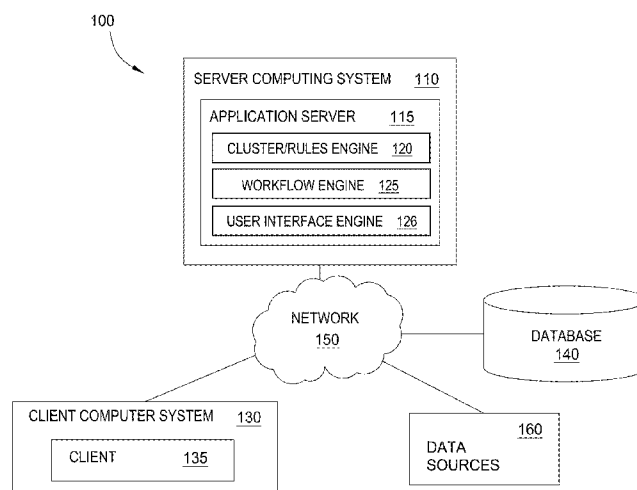 100
SERVER COMPUTING SYSTEM 110
APPLICATION SERVER 115
CLUSTER/RULES ENGINE 120
WORKFLOW ENGINE 125
USER INTERFACE ENGINE 126
NETWORK
150
DATABASE
140
CLIENT COMPUTER SYSTEM 130
CLIENT 135
160
DATA
SOURCES